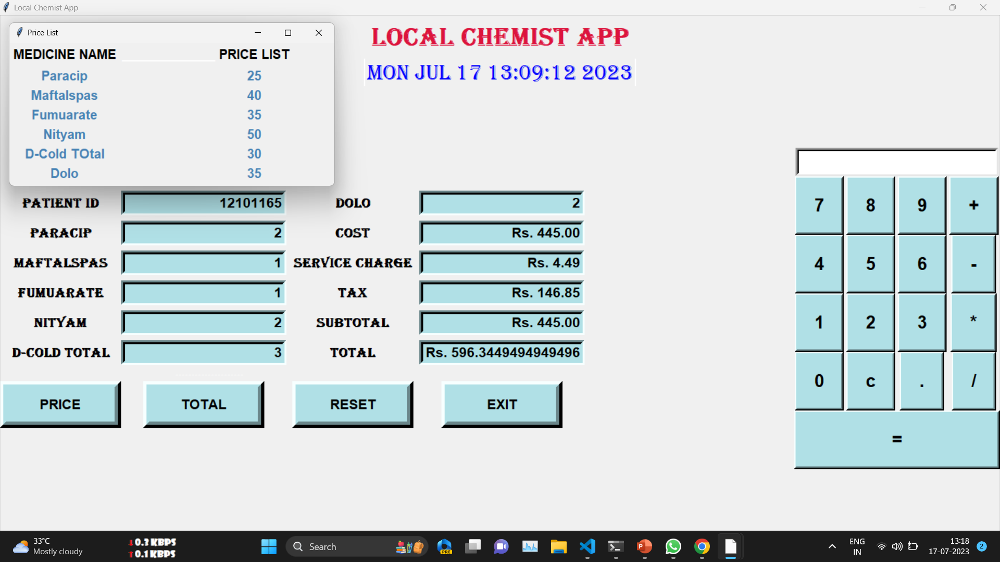 Local Chemist App
Price List
MEDICINE NAME PRICE LIST
Paracip 25
Maftalspas 40
Fumuarate 35
Nityam 50
D-Cold TOtal 30
Dolo 35
LOCAL CHEMIST APP
MON JUL 17 13:09:12 2023
PATIENT ID 12101165 DOLO 2
PARACIP 2 COST Rs. 445.00
MAFTALSPAS 1 SERVICE CHARGE Rs. 4.49
FUMUARATE 1 TAX Rs. 146.85
NITYAM 2 SUBTOTAL Rs. 445.00
D=COLD TOTAL 3 TOTAL Rs. 596.3449494949496
PRICE TOTAL RESET EXIT
7 8 9 +
4 5 6 -
1 2 3 *
0 c . /
=
33°C
Mostly cloudy
0.3 KBPS
0.1 KBPS
Search
PRE
ENG
IN
13:18
17-07-2023
2